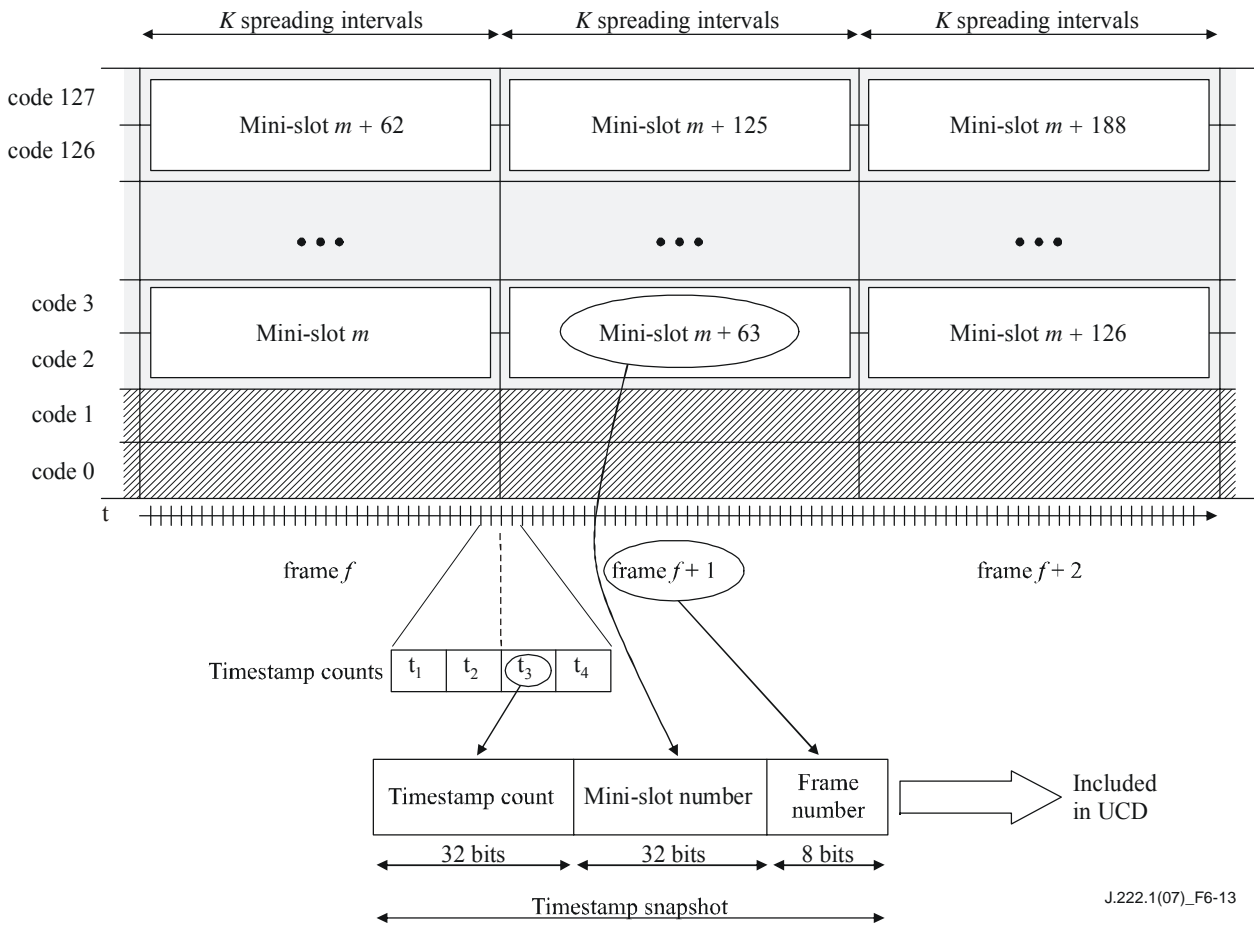 K spreading intervals K spreading intervals K spreading intervals
code 127
Mini-slot m + 62 Mini-slot m + 125 Mini-slot m + 188
code 126
•••  •••  •••
code 3
Mini-slot m Mini-slot m + 63 Mini-slot m + 126
code 2
code 1
code 0
t
frame f frame f + 1 frame f + 2
Timestamp counts t1 t2 t3 t4
Timestamp count Mini-slot number Frame number
Included in UCD
32 bits 32 bits 8 bits
Timestamp snapshot
J.222.1(07)_F6-13